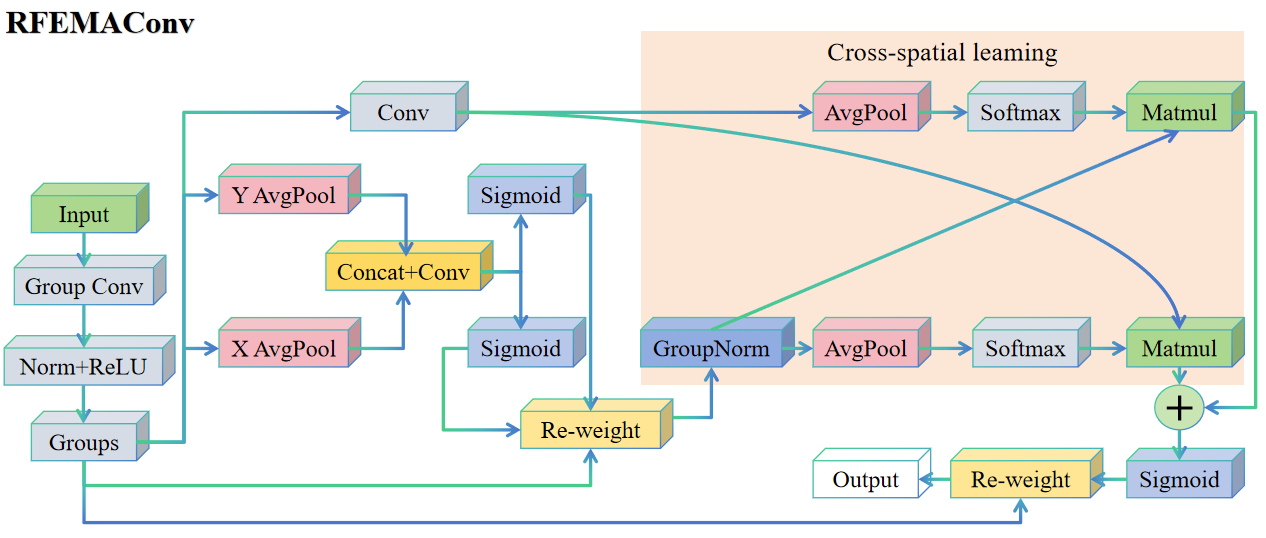 RFEMAConv
Cross-spatial leaming
Conv
AvgPool
Softmax
Matmul
Input
Y AvgPool
Sigmoid
Group Conv
Concat+Conv
Norm+ReLU
X AvgPool
Sigmoid
GroupNorm
AvgPool
Softmax
Matmul
Groups
Re-weight
+
Output
Re-weight
Sigmoid